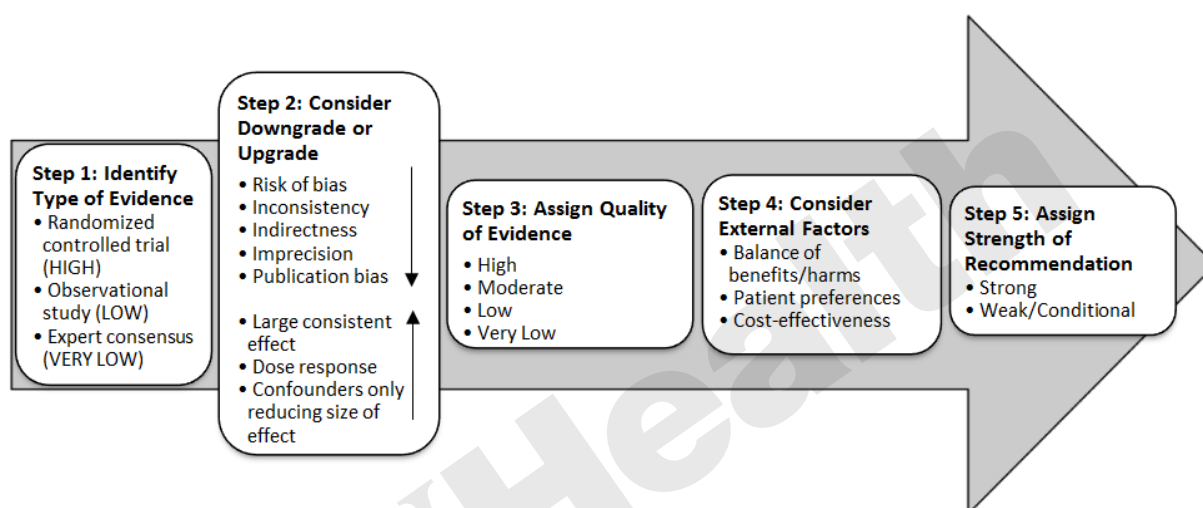 Step 1: Identify
Type of Evidence
• Randomized
controlled trial
(HIGH)
• Observational
study (LOW)
• Expert consensus
(VERY LOW)
Step 2: Consider
Downgrade or
Upgrade
• Risk of bias
• Inconsistency
• Indirectness
• Imprecision
• Publication bias
• Large consistent
effect
• Dose response
• Confounders only
reducing size of
effect
Step 3: Assign Quality
of Evidence
• High
• Moderate
• Low
• Very Low
Step 4: Consider
External Factors
• Balance of
benefits/harms
• Patient preferences
• Cost-effectiveness
Step 5: Assign
Strength of
Recommendation
• Strong
• Weak/Conditional
Health